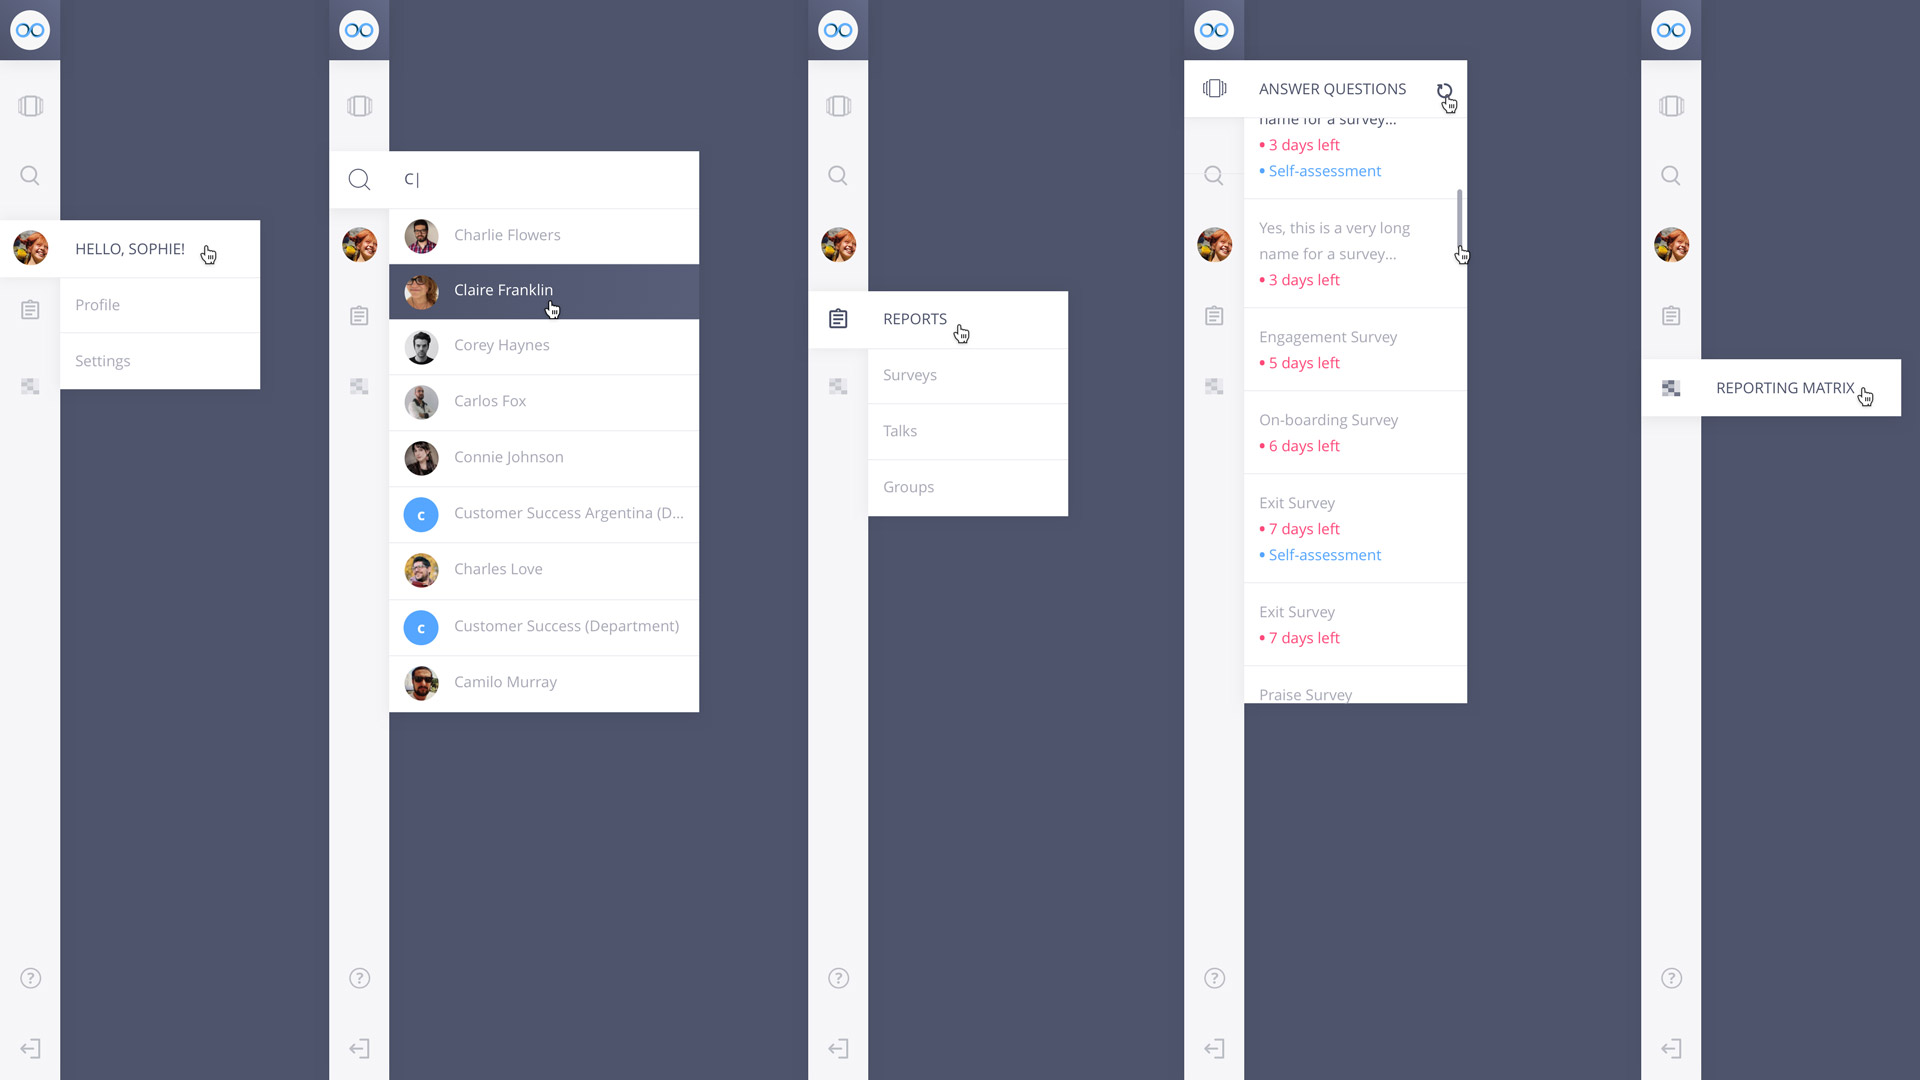 HELLO, SOPHIE!
Profile
Settings
C|
Charlie Flowers
Claire Franklin
Corey Haynes
Carlos Fox
Connie Johnson
c
Customer Success Argentina (D...
Charles Love
c
Customer Success (Department)
Camilo Murray
REPORTS
Surveys
Talks
Groups
ANSWER QUESTIONS
name for a survey...
• 3 days left
• Self-assessment
Yes, this is a very long
name for a survey...
• 3 days left
Engagement Survey
• 5 days left
On-boarding Survey
• 6 days left
Exit Survey
• 7 days left
• Self-assessment
Exit Survey
• 7 days left
Praise Survey
REPORTING MATRIX
?
?
?
?
?